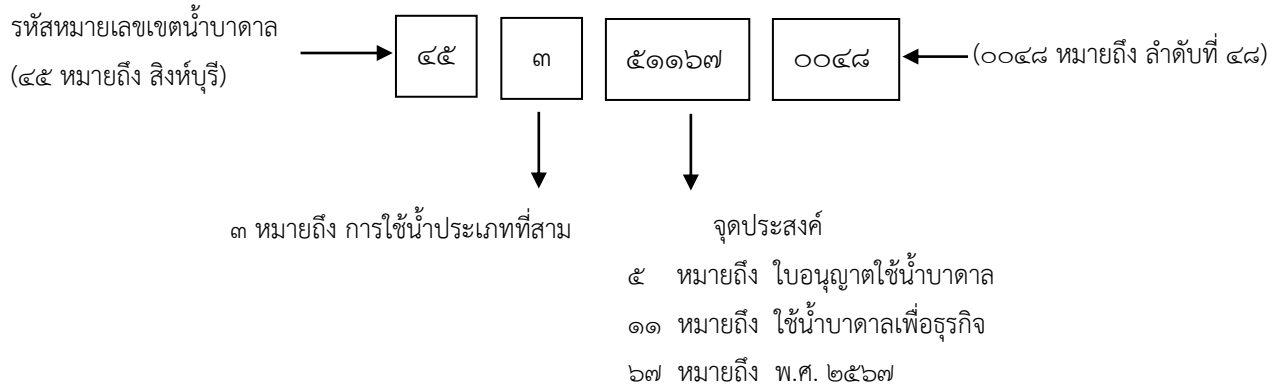 รหัสหมายเลขเขตน้ำบาดาล
(๔๕ หมายถึง สิงห์บุรี)
๔๕ ๓ ๕๑๑๖๗ ๐๐๔๘
(๐๐๔๘ หมายถึง ลำดับที่ ๔๘)
๓ หมายถึง การใช้น้ำประเภทที่สาม
จุดประสงค์
๕ หมายถึง ใบอนุญาตใช้น้ำบาดาล
๑๑ หมายถึง ใช้น้ำบาดาลเพื่อธุรกิจ
๖๗ หมายถึง พ.ศ. ๒๕๖๗